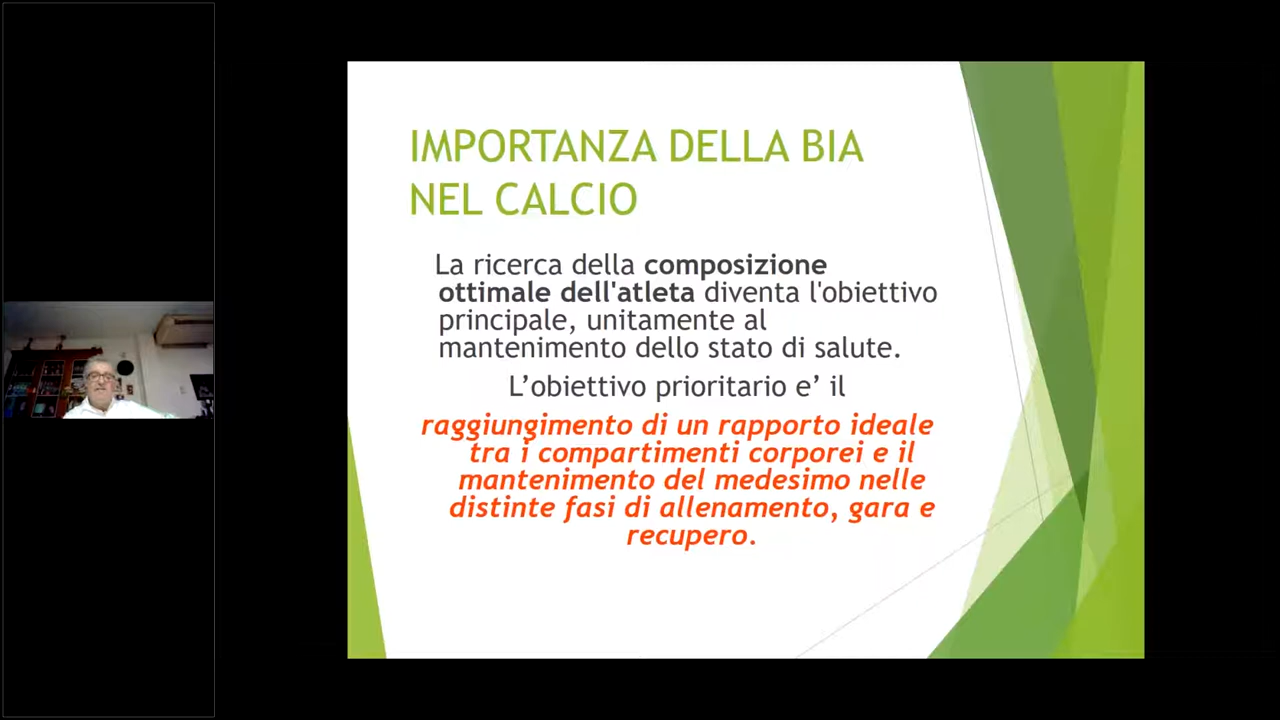 IMPORTANZA DELLA BIA
NEL CALCIO
La ricerca della composizione
ottimale dell'atleta diventa l'obiettivo
principale, unitamente al
mantenimento dello stato di salute.
L’obiettivo prioritario e’ il
raggiungimento di un rapporto ideale
tra i compartimenti corporei e il
mantenimento del medesimo nelle
distinte fasi di allenamento, gara e
recupero.